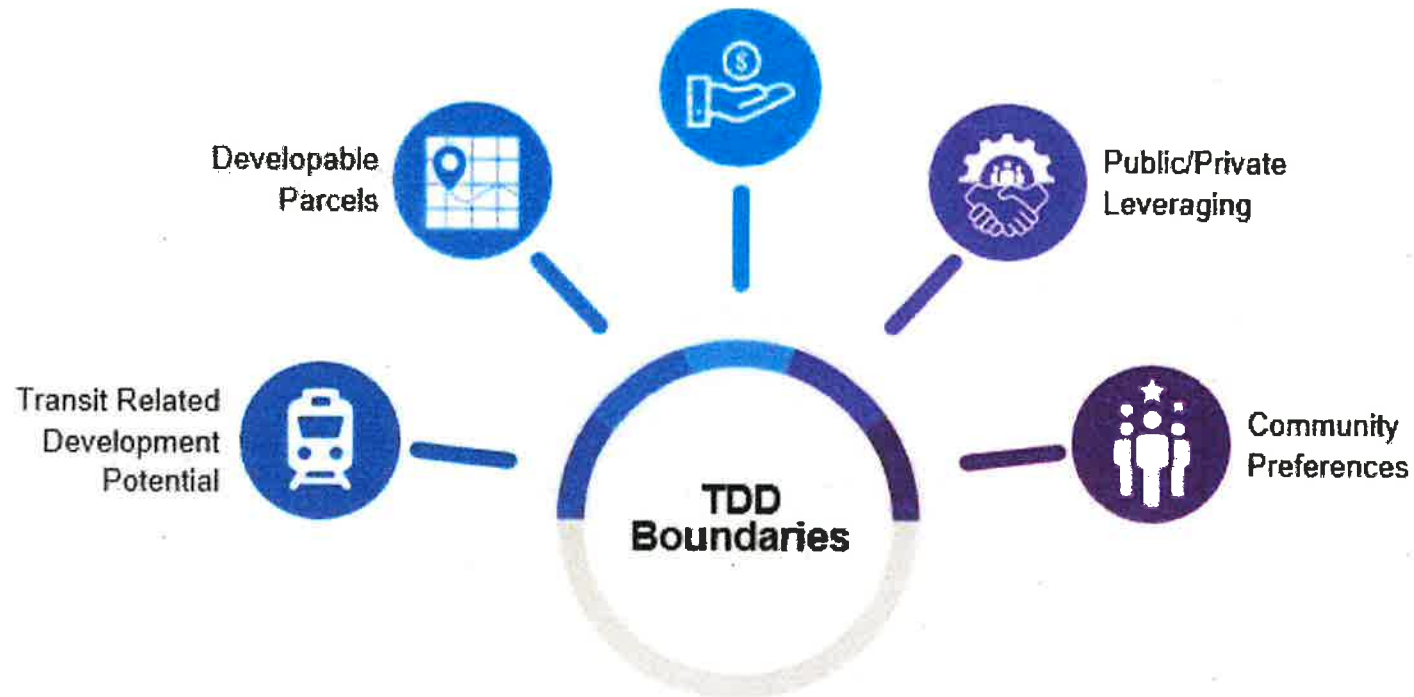 $
Developable
Parcels
Public/Private
Leveraging
Transit Related
Development
Potential
Community
Preferences
TDD
Boundaries